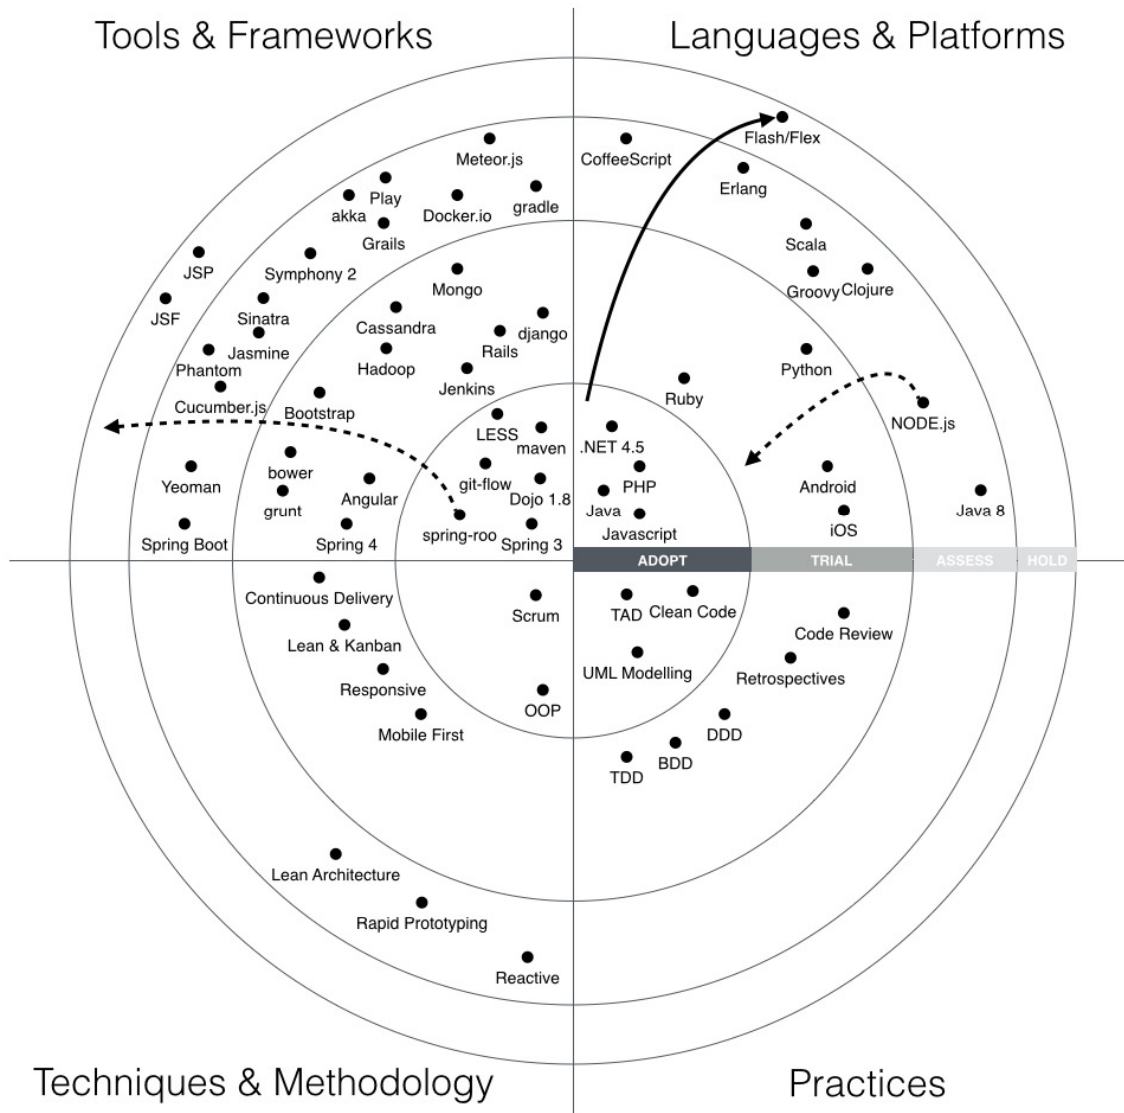 Tools & Frameworks
Languages & Platforms
Flash/Flex
Meteor.js
CoffeeScript
Erlang
Play
akka
Docker.io
gradle
Grails
Scala
JSP
Symphony 2
Mongo
Groovy
Clojure
JSF
Sinatra
Cassandra
django
Jasmine
Rails
Phantom
Hadoop
Python
Jenkins
Ruby
Cucumber.js
Bootstrap
NODE.js
LESS
maven
.NET 4.5
bower
git-flow
PHP
Yeoman
Angular
Dojo 1.8
Android
grunt
Java
Java 8
spring-roo
Javascript
iOS
Spring Boot
Spring 4
Spring 3
ADOPT
TRIAL
ASSESS
HOLD
Continuous Delivery
Scrum
TAD
Clean Code
Lean & Kanban
Code Review
Responsive
UML Modelling
Retrospectives
OOP
Mobile First
DDD
BDD
TDD
Lean Architecture
Rapid Prototyping
Reactive
Techniques & Methodology
Practices